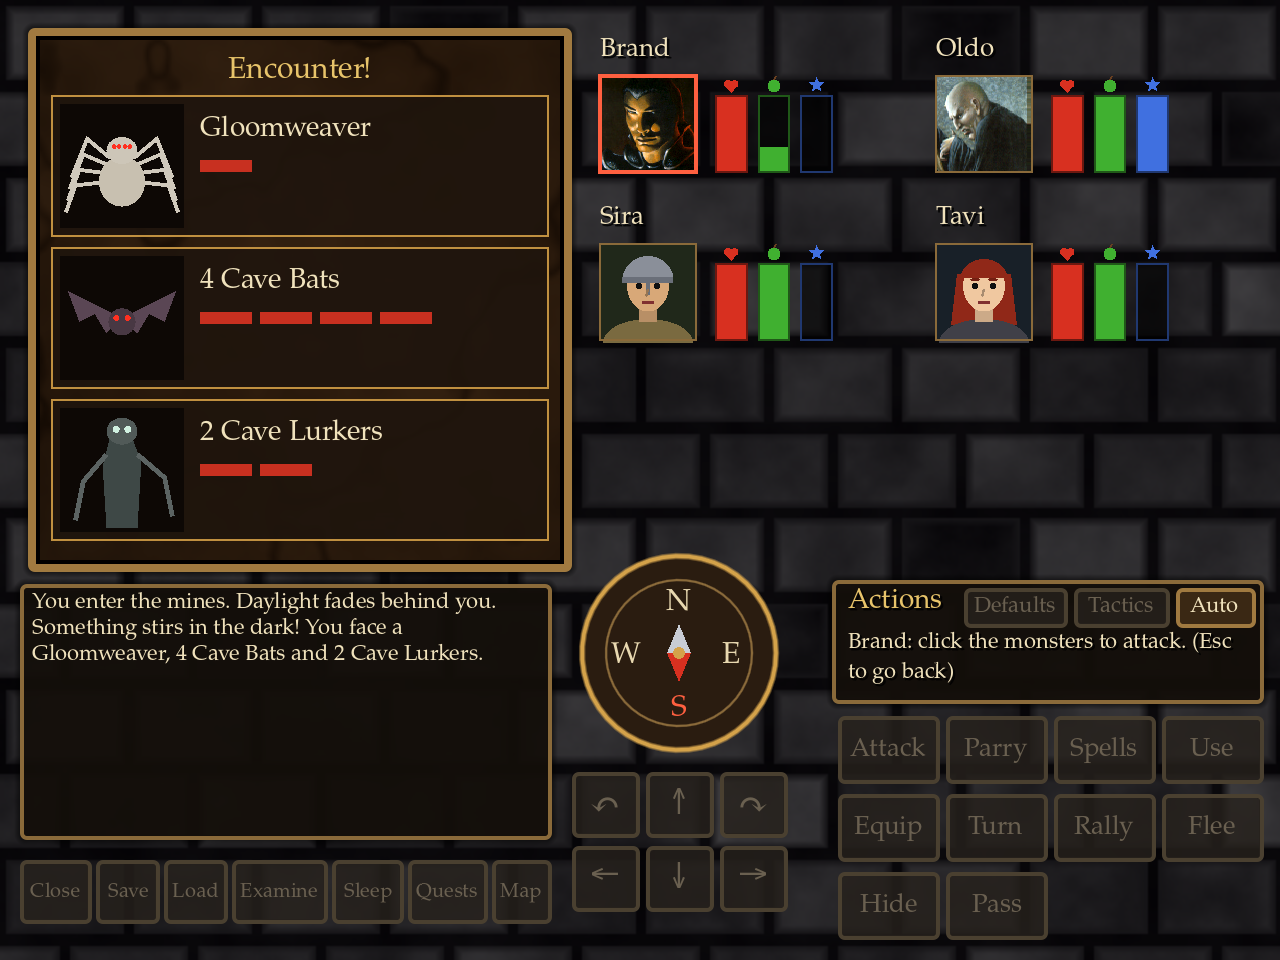 Encounter!
Gloomweaver
4 Cave Bats
2 Cave Lurkers
Brand
Oldo
Sira
Tavi
You enter the mines. Daylight fades behind you.
Something stirs in the dark! You face a
Gloomweaver, 4 Cave Bats and 2 Cave Lurkers.
N
W E
S
Actions Defaults Tactics Auto
Brand: click the monsters to attack. (Esc
to go back)
Attack Parry Spells Use
Equip Turn Rally Flee
Hide Pass
Close Save Load Examine Sleep Quests Map